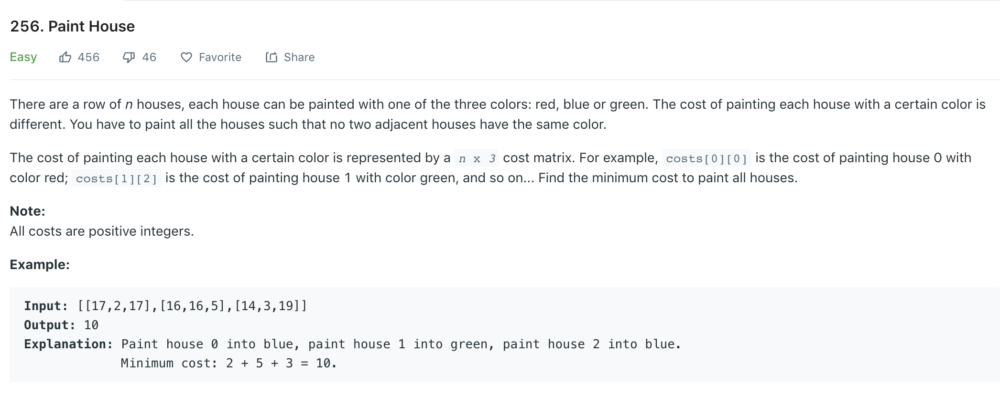 256. Paint House
Easy 456 46 Favorite Share
There are a row of n houses, each house can be painted with one of the three colors: red, blue or green. The cost of painting each house with a certain color is
different. You have to paint all the houses such that no two adjacent houses have the same color.
The cost of painting each house with a certain color is represented by a n x 3 cost matrix. For example, costs[0][0] is the cost of painting house 0 with
color red; costs[1][2] is the cost of painting house 1 with color green, and so on... Find the minimum cost to paint all houses.
Note:
All costs are positive integers.
Example:
Input: [[17,2,17],[16,16,5],[14,3,19]]
Output: 10
Explanation: Paint house 0 into blue, paint house 1 into green, paint house 2 into blue.
Minimum cost: 2 + 5 + 3 = 10.